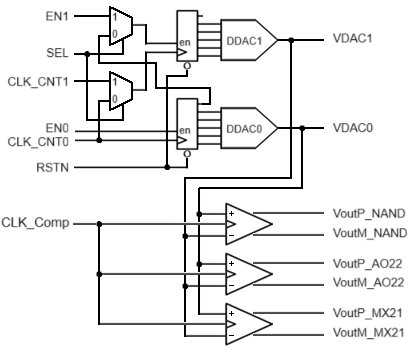 EN1
1
0
SEL
en
DDAC1
VDAC1
CLK_CNT1
1
0
EN0
CLK_CNT0
en
DDAC0
VDAC0
RSTN
CLK_Comp
+
−
VoutP_NAND
VoutM_NAND
+
−
VoutP_AO22
VoutM_AO22
+
−
VoutP_MX21
VoutM_MX21